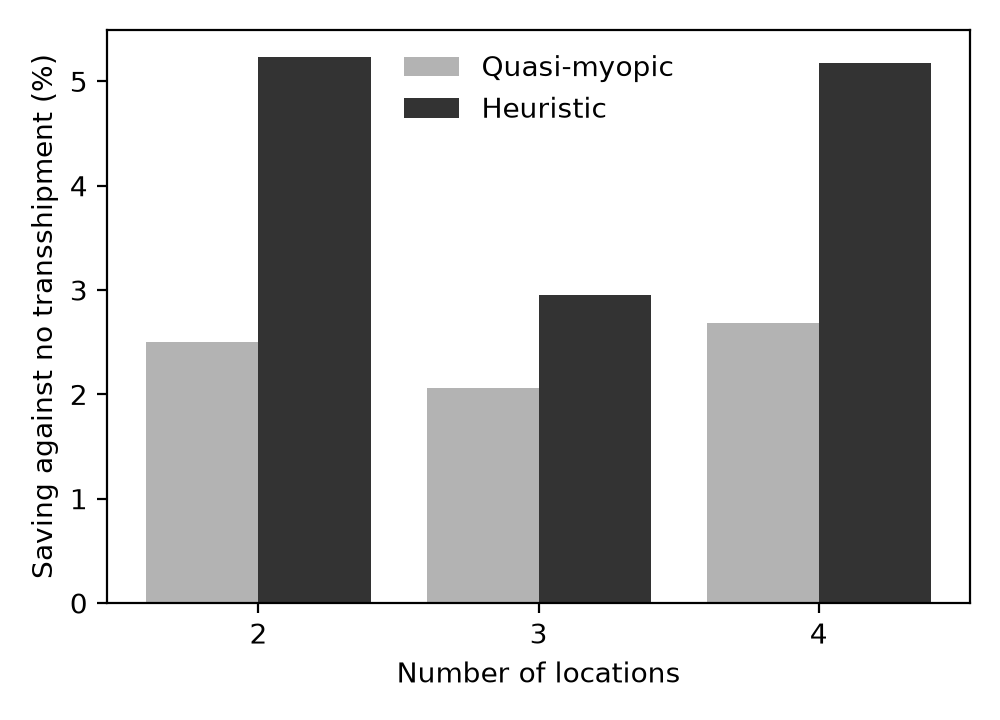 Saving against no transshipment (%)
5
4
3
2
1
0
Quasi-myopic
Heuristic
2 3 4
Number of locations